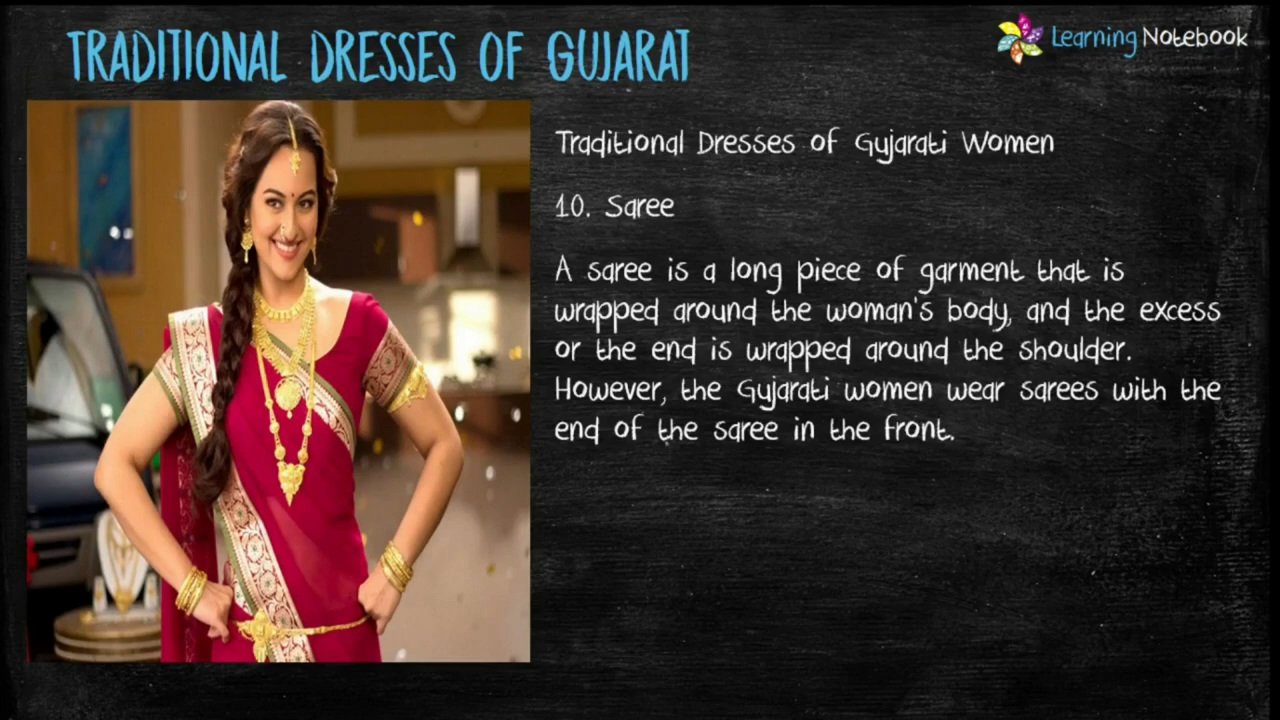 TRADITIONAL DRESSES OF GUJARAT
Learning Notebook
Traditional Dresses of Gujarati Women
10. Saree
A saree is a long piece of garment that is
wrapped around the woman's body, and the excess
or the end is wrapped around the shoulder.
However, the Gujarati women wear sarees with the
end of the saree in the front.